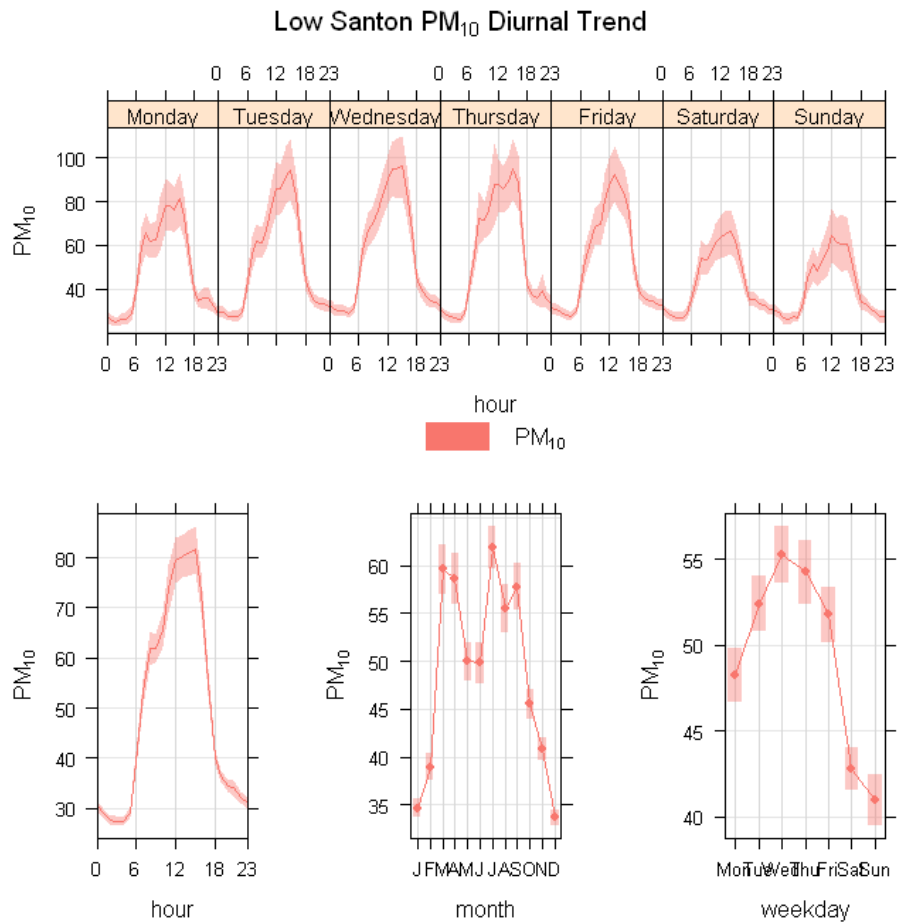 Low Santon PM₁₀ Diurnal Trend
0 6 12 18 23 0 6 12 18 23 0 6 12 18 23
Monday Tuesday Wednesday Thursday Friday Saturday Sunday
100
80
60
40
PM₁₀
0 6 12 18 23 0 6 12 18 23 0 6 12 18 23 0 6 12 18 23
hour
PM₁₀
80
70
60
50
40
30
PM₁₀
0 6 12 18 23
hour
60
55
50
45
40
35
PM₁₀
J F M A M J J A S O N D
month
55
50
45
40
PM₁₀
Mon Tue Wed Thu Fri Sat Sun
weekday